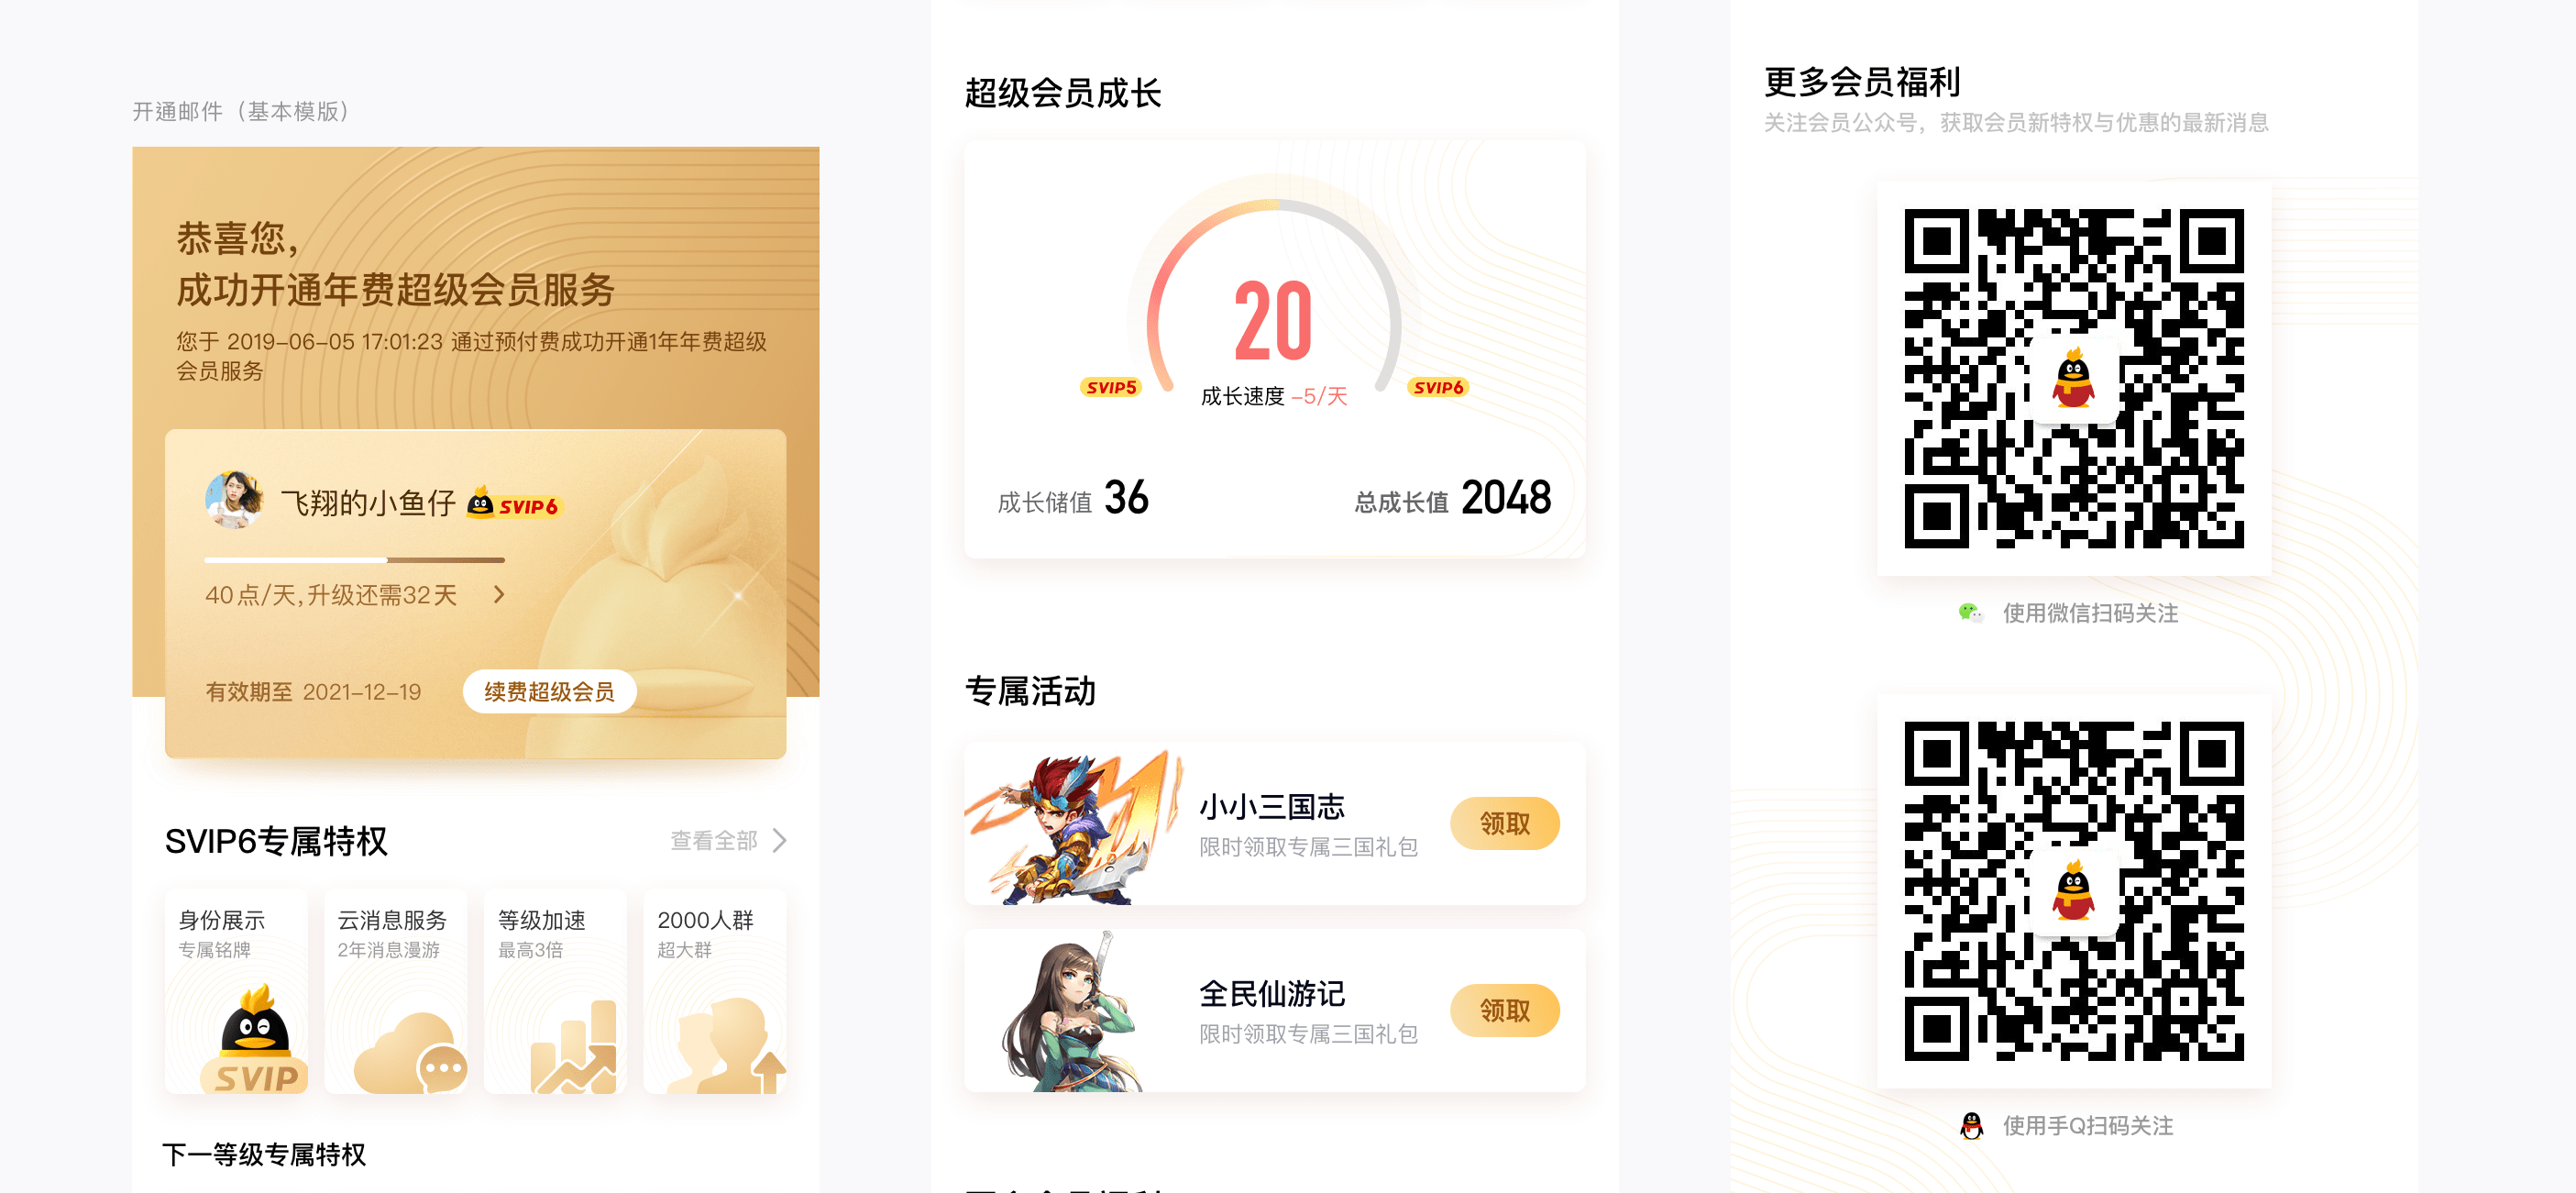 开通邮件（基本模版）
恭喜您，
成功开通年费超级会员服务
您于 2019-06-05 17:01:23 通过预付费成功开通1年年费超级
会员服务
飞翔的小鱼仔 SVIP6
40点/天,升级还需32天
有效期至 2021-12-19 续费超级会员
SVIP6专属特权
查看全部
身份展示
专属铭牌
SVIP
云消息服务
2年消息漫游
等级加速
最高3倍
2000人群
超大群
下一等级专属特权
超级会员成长
20
SVIP5
成长速度 -5/天
SVIP6
成长储值 36
总成长值 2048
专属活动
小小三国志
限时领取专属三国礼包
领取
全民仙游记
限时领取专属三国礼包
领取
更多会员福利
关注会员公众号，获取会员新特权与优惠的最新消息
使用微信扫码关注
使用手Q扫码关注